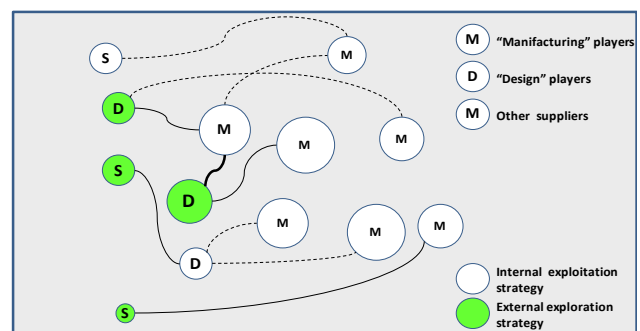 S
M
M
"Manifacturing" players
D
"Design" players
D
M
M
M
M
Other suppliers
S
D
M
M
M
D
Internal exploitation
strategy
S
External exploration
strategy